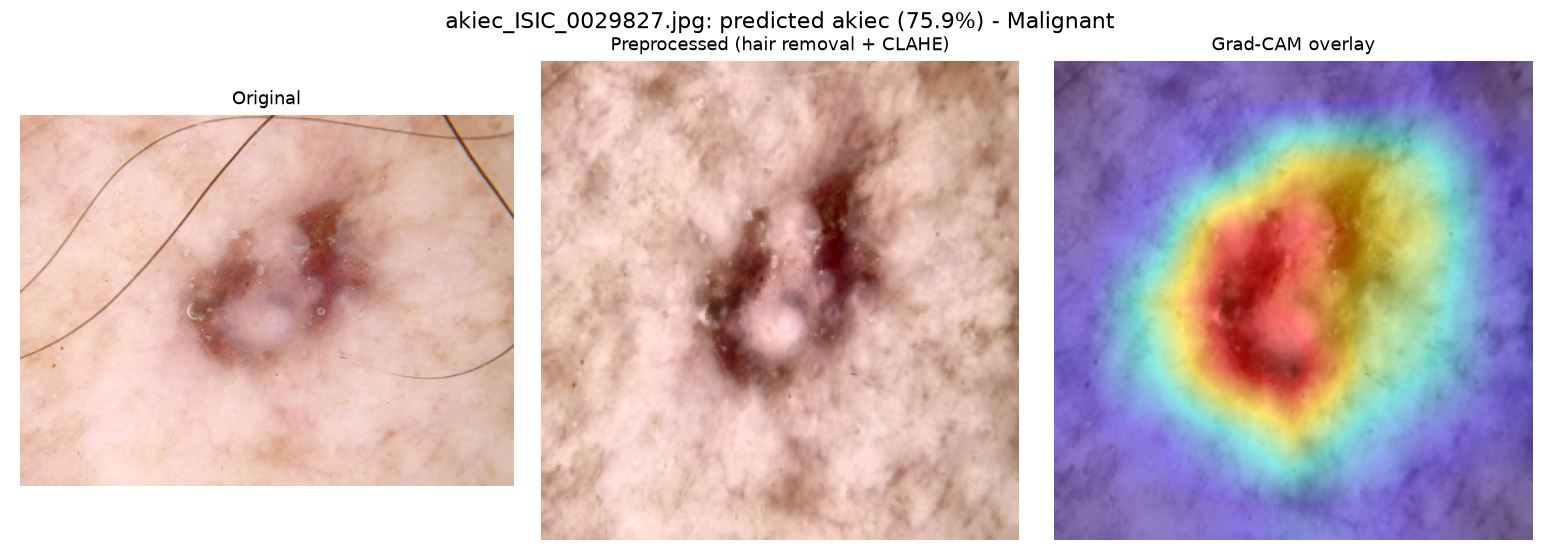 akiec_ISIC_0029827.jpg: predicted akiec (75.9%) - Malignant
Original
Preprocessed (hair removal + CLAHE)
Grad-CAM overlay